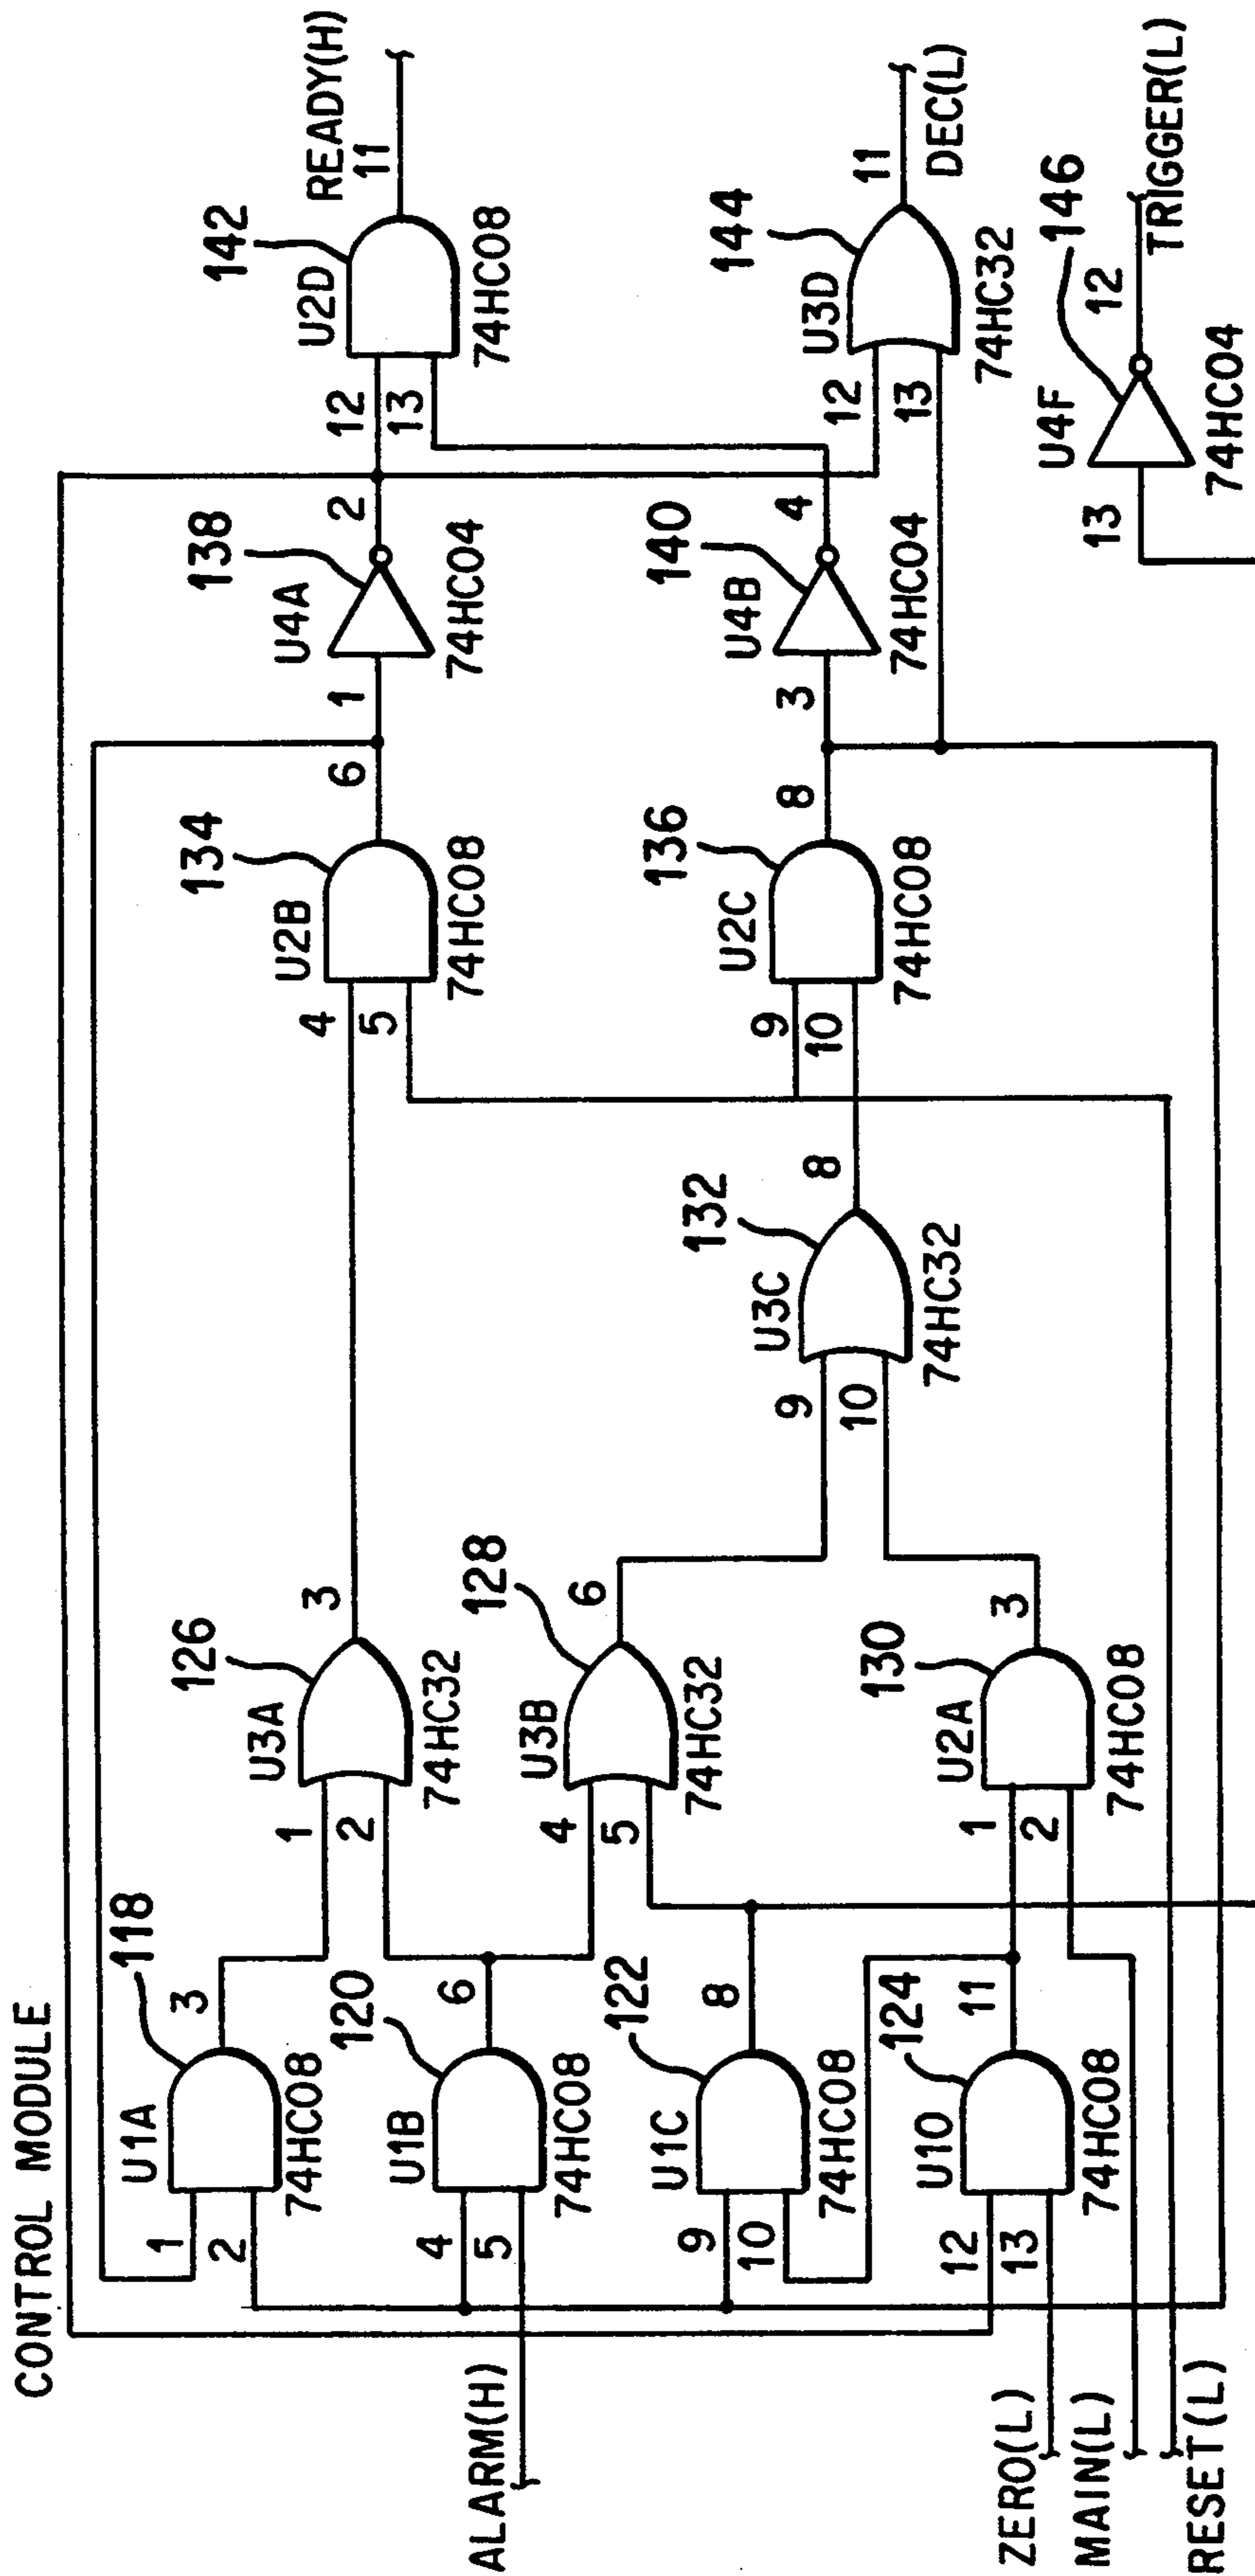 CONTROL MODULE
118
U1A
1
2
3
74HC08
ALARM(H)
120
U1B
4
5
6
74HC08
122
U1C
9
10
8
74HC08
ZERO(L)
MAIN(L)
RESET(L)
124
U10
12
13
11
74HC08
126
U3A
1
2
3
74HC32
128
U3B
4
5
6
74HC32
130
U2A
1
2
3
74HC08
132
U3C
9
10
8
74HC32
134
U2B
4
5
6
74HC08
136
U2C
9
10
8
74HC08
138
U4A
1
2
74HC04
140
U4B
3
4
74HC04
142
U2D
12
13
11
READY(H)
74HC08
144
U3D
12
13
11
DEC(L)
74HC32
146
U4F
13
12
TRIGGER(L)
74HC04